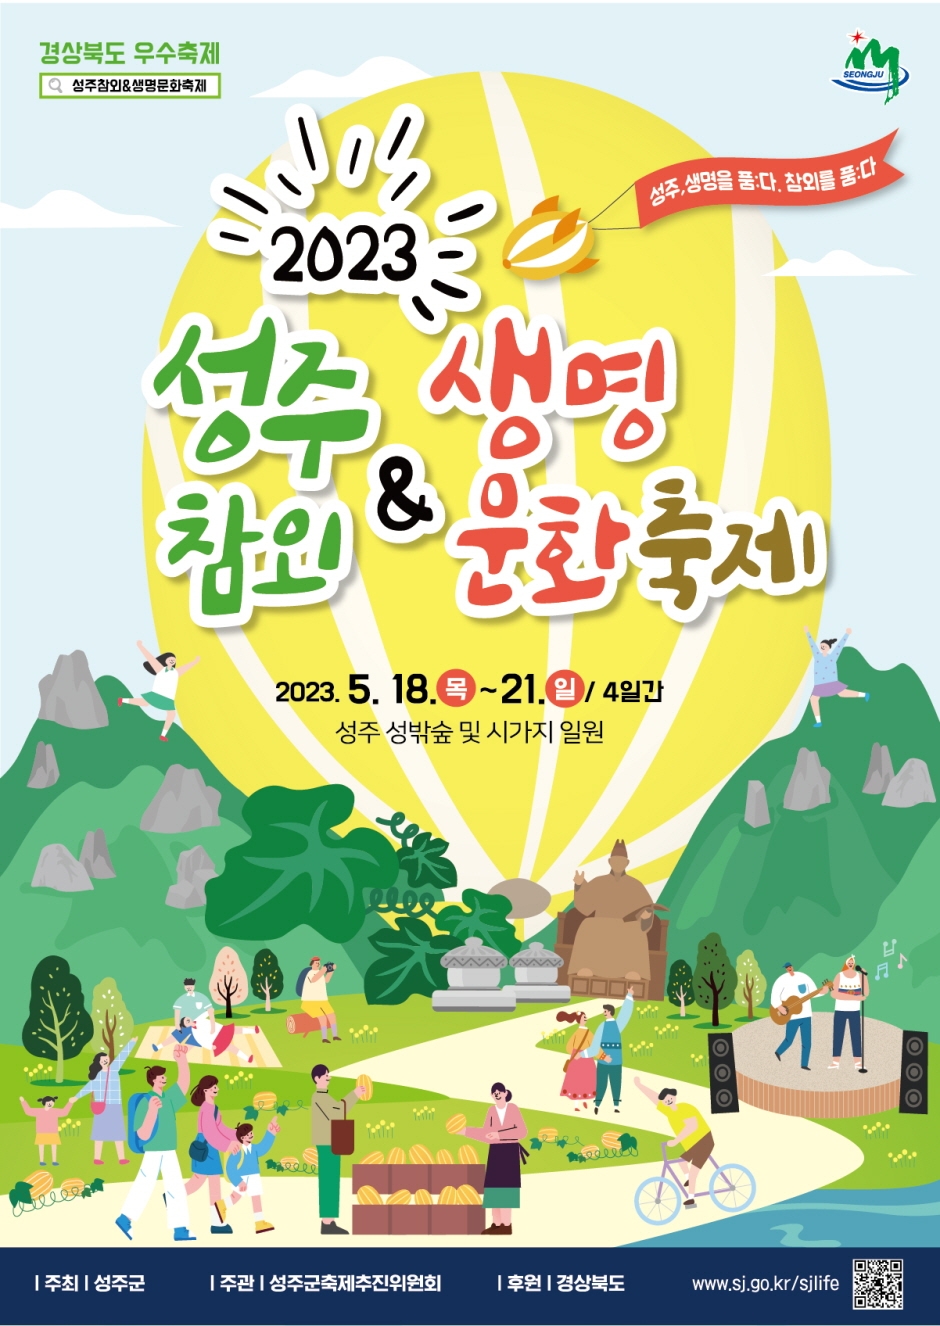 경상북도 우수축제
성주참외&생명문화축제
SEONGJU
성주,생명을 품:다. 참외를 품:다
2023
성주 생명
참외 & 문화축제
2023. 5. 18.목~21.일/ 4일간
성주 성밖숲 및 시가지 일원
| 주최 | 성주군
| 주관 | 성주군축제추진위원회
| 후원 | 경상북도
www.sj.go.kr/sjlife